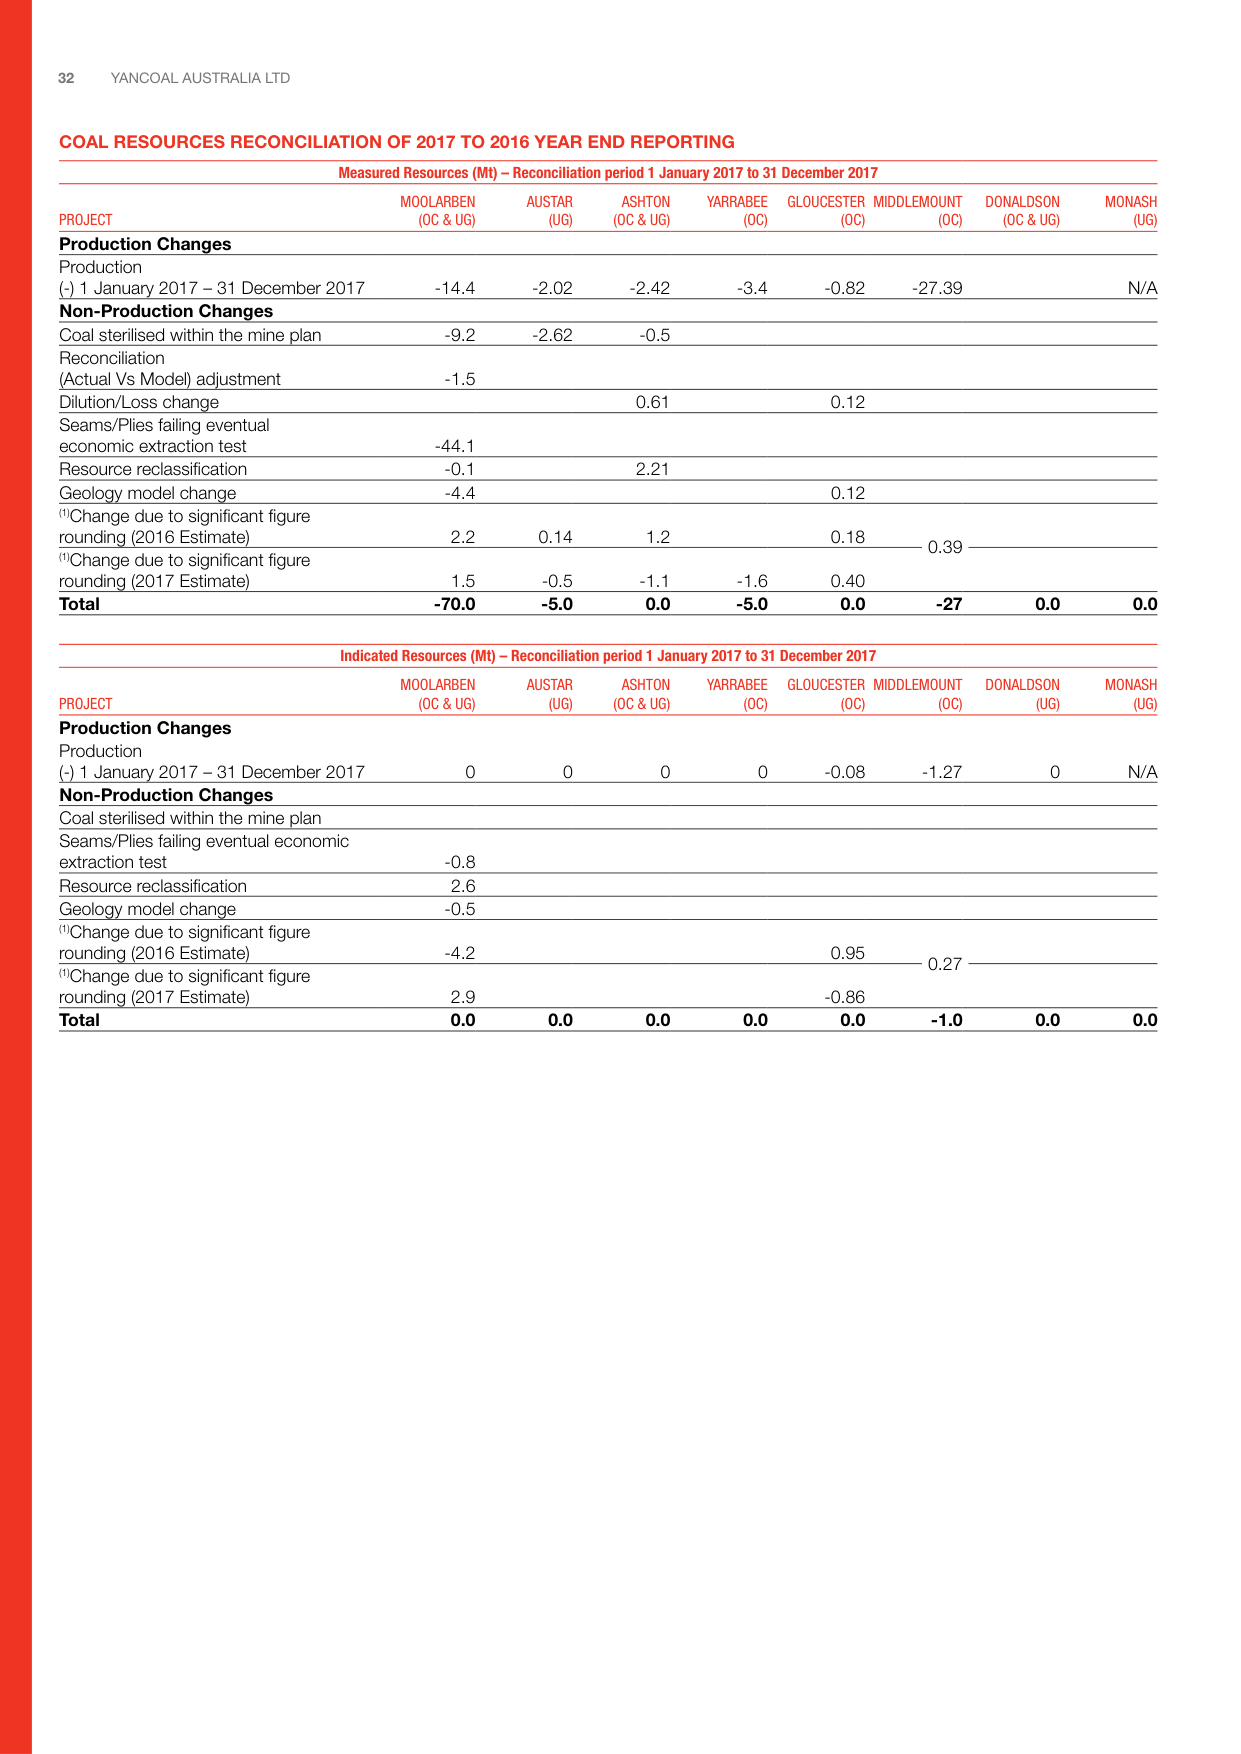 32 YANCOAL AUSTRALIA LTD
COAL RESOURCES RECONCILIATION OF 2017 TO 2016 YEAR END REPORTING
Measured Resources (Mt) – Reconciliation period 1 January 2017 to 31 December 2017
MOOLARBEN AUSTAR ASHTON YARRABEE GLOUCESTER MIDDLEMOUNT DONALDSON MONASH
PROJECT (OC & UG) (UG) (OC & UG) (OC) (OC) (OC) (OC & UG) (UG)
Production Changes
Production
(-) 1 January 2017 – 31 December 2017 -14.4 -2.02 -2.42 -3.4 -0.82 -27.39 N/A
Non-Production Changes
Coal sterilised within the mine plan -9.2 -2.62 -0.5
Reconciliation
(Actual Vs Model) adjustment -1.5
Dilution/Loss change 0.61 0.12
Seams/Plies failing eventual
economic extraction test -44.1
Resource reclassification -0.1 2.21
Geology model change -4.4 0.12
(1)Change due to significant figure
rounding (2016 Estimate) 2.2 0.14 1.2 0.18
0.39
(1)Change due to significant figure
rounding (2017 Estimate) 1.5 -0.5 -1.1 -1.6 0.40
Total -70.0 -5.0 0.0 -5.0 0.0 -27 0.0 0.0
Indicated Resources (Mt) – Reconciliation period 1 January 2017 to 31 December 2017
MOOLARBEN AUSTAR ASHTON YARRABEE GLOUCESTER MIDDLEMOUNT DONALDSON MONASH
PROJECT (OC & UG) (UG) (OC & UG) (OC) (OC) (OC) (UG) (UG)
Production Changes
Production
(-) 1 January 2017 – 31 December 2017 0 0 0 0 -0.08 -1.27 0 N/A
Non-Production Changes
Coal sterilised within the mine plan
Seams/Plies failing eventual economic
extraction test -0.8
Resource reclassification 2.6
Geology model change -0.5
(1)Change due to significant figure
rounding (2016 Estimate) -4.2 0.95
0.27
(1)Change due to significant figure
rounding (2017 Estimate) 2.9 -0.86
Total 0.0 0.0 0.0 0.0 0.0 -1.0 0.0 0.0